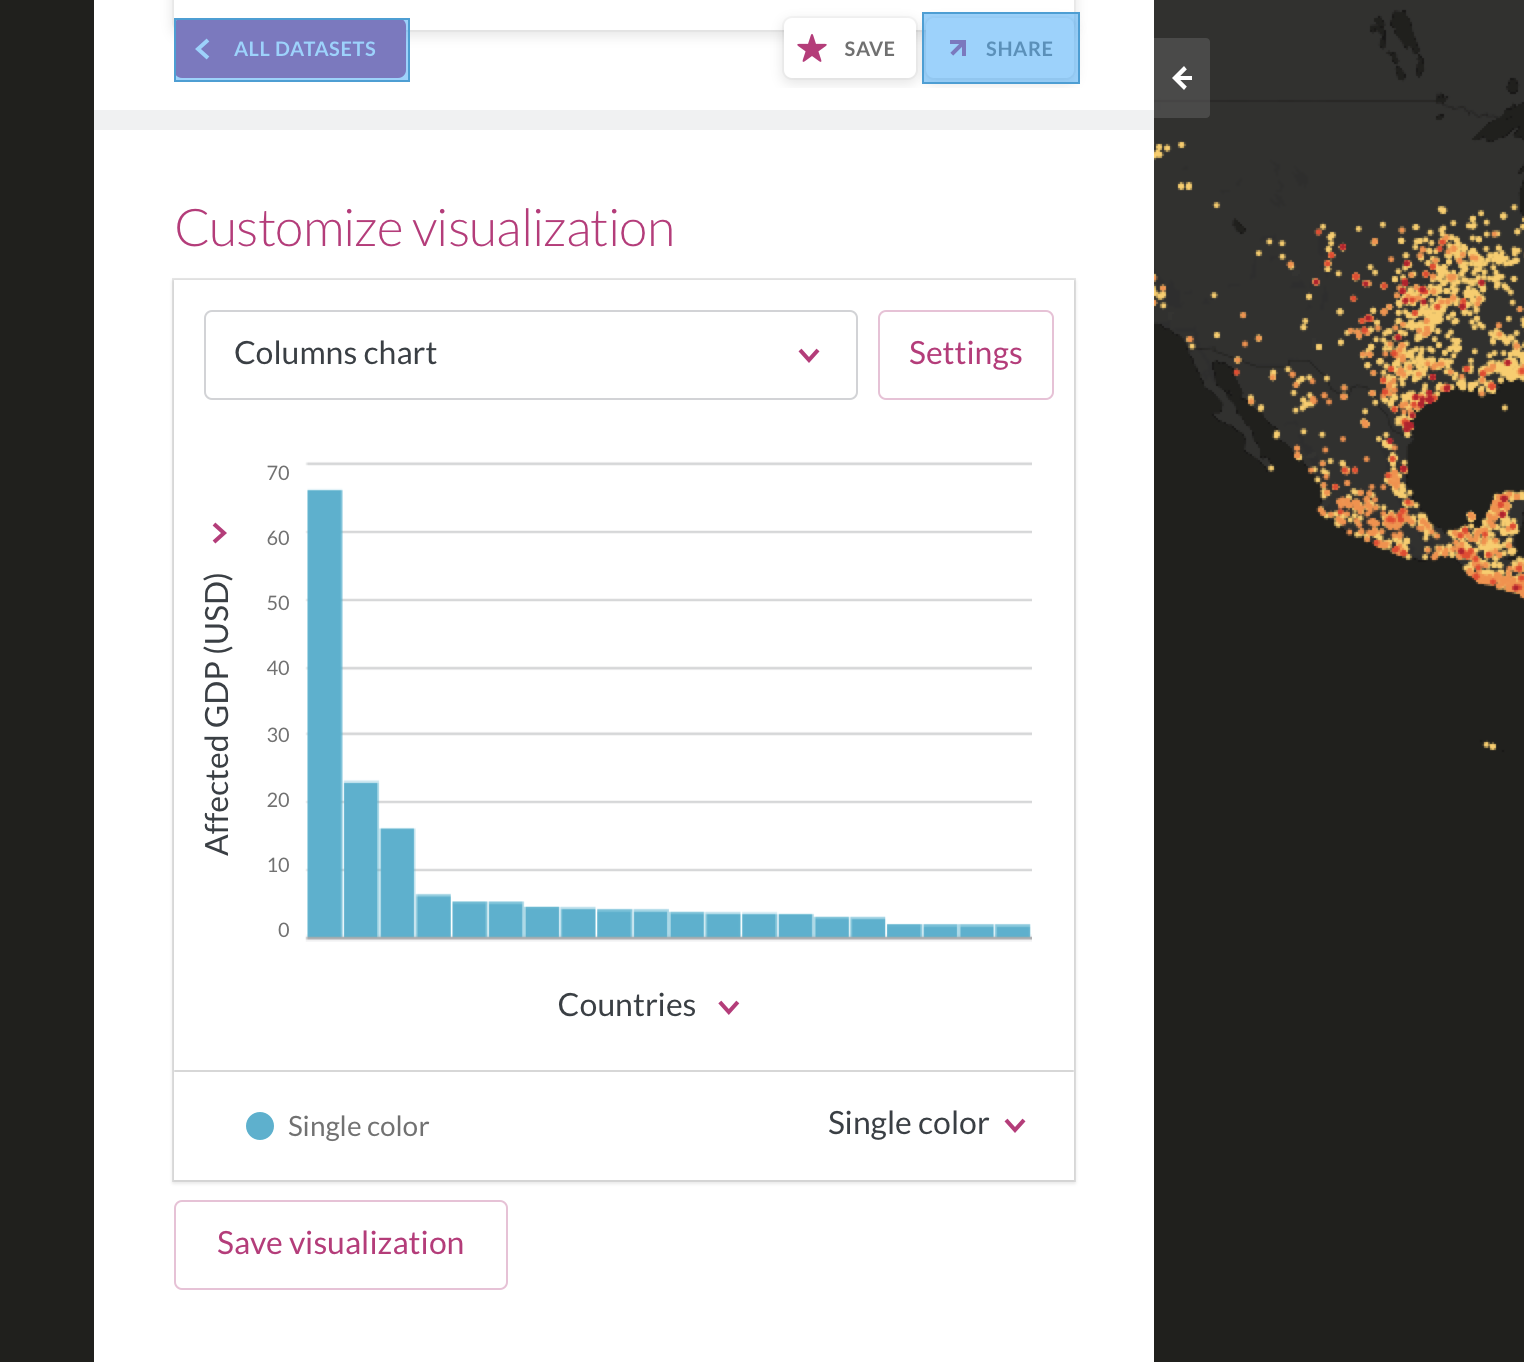 ALL DATASETS
SAVE
SHARE
Customize visualization
Columns chart
Settings
70
60
50
40
30
20
10
0
Affected GDP (USD)
Countries
Single color
Single color
Save visualization